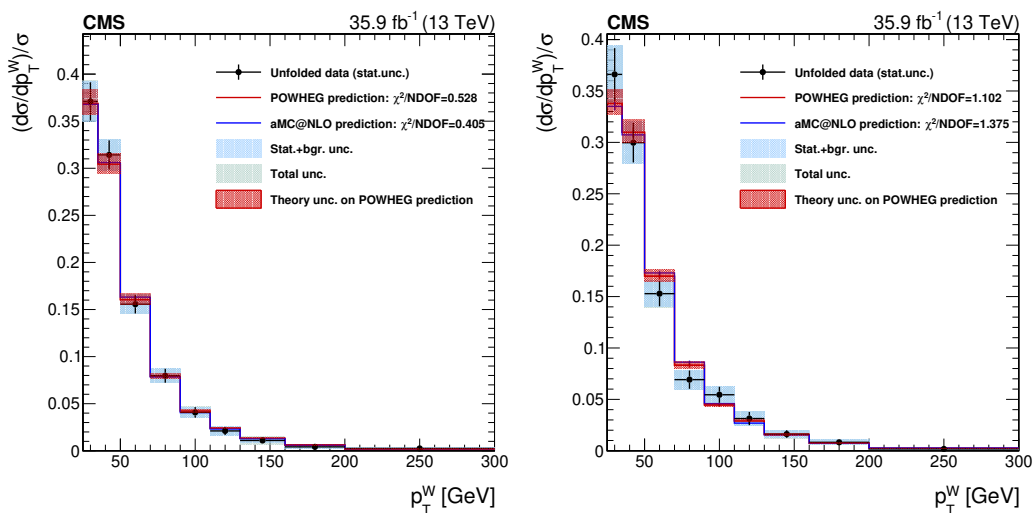 CMS 35.9 fb⁻¹ (13 TeV)
(dσ/dp_T^W)/σ
0.4
0.35
0.3
0.25
0.2
0.15
0.1
0.05
0
Unfolded data (stat.unc.)
POWHEG prediction: χ²/NDOF=0.528
aMC@NLO prediction: χ²/NDOF=0.405
Stat.+bgr. unc.
Total unc.
Theory unc. on POWHEG prediction
50 100 150 200 250 300
p_T^W [GeV]
CMS 35.9 fb⁻¹ (13 TeV)
(dσ/dp_T^W)/σ
0.4
0.35
0.3
0.25
0.2
0.15
0.1
0.05
0
Unfolded data (stat.unc.)
POWHEG prediction: χ²/NDOF=1.102
aMC@NLO prediction: χ²/NDOF=1.375
Stat.+bgr. unc.
Total unc.
Theory unc. on POWHEG prediction
50 100 150 200 250 300
p_T^W [GeV]